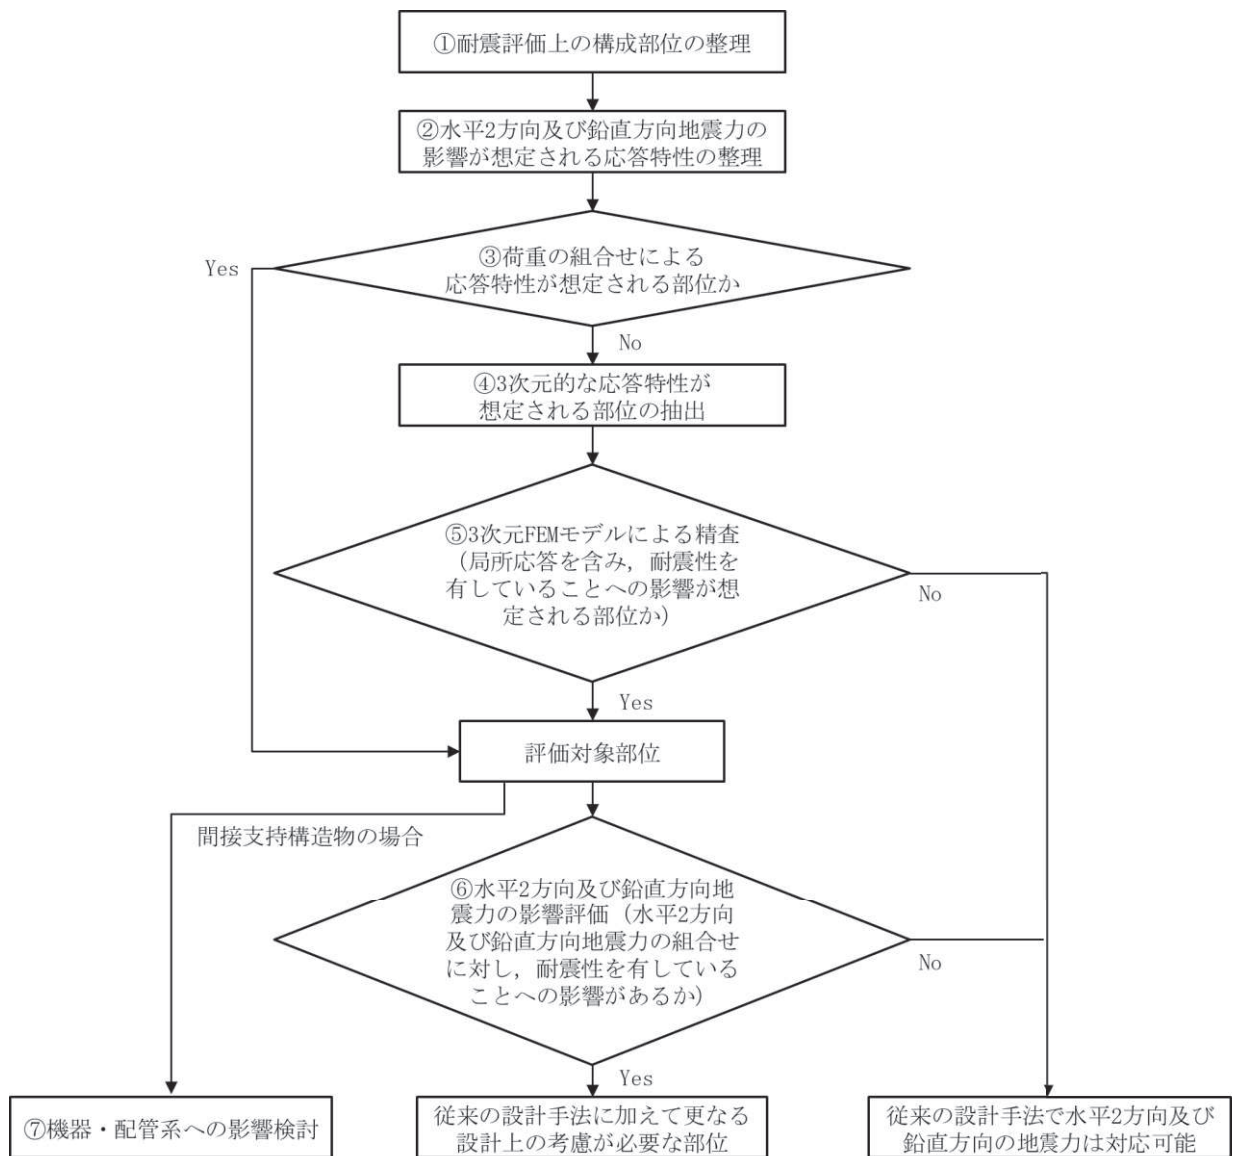 ①耐震評価上の構成部位の整理
②水平2方向及び鉛直方向地震力の
影響が想定される応答特性の整理
③荷重の組合せによる
応答特性が想定される部位か
Yes
No
④3次元的な応答特性が
想定される部位の抽出
⑤3次元FEMモデルによる精査
（局所応答を含み，耐震性を
有していることへの影響が想
定される部位か）
No
Yes
評価対象部位
間接支持構造物の場合
⑥水平2方向及び鉛直方向地
震力の影響評価（水平2方向
及び鉛直方向地震力の組合せ
に対し，耐震性を有している
ことへの影響があるか）
No
Yes
⑦機器・配管系への影響検討
従来の設計手法に加えて更なる
設計上の考慮が必要な部位
従来の設計手法で水平2方向及び
鉛直方向の地震力は対応可能